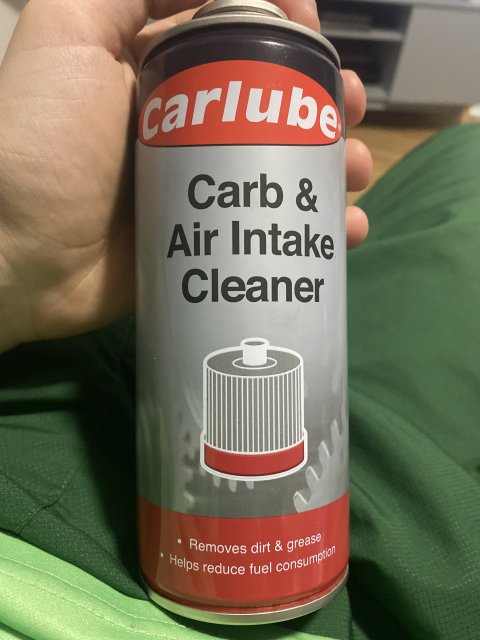 Carlube
Carb &
Air Intake
Cleaner
• Removes dirt & grease
• Helps reduce fuel consumption